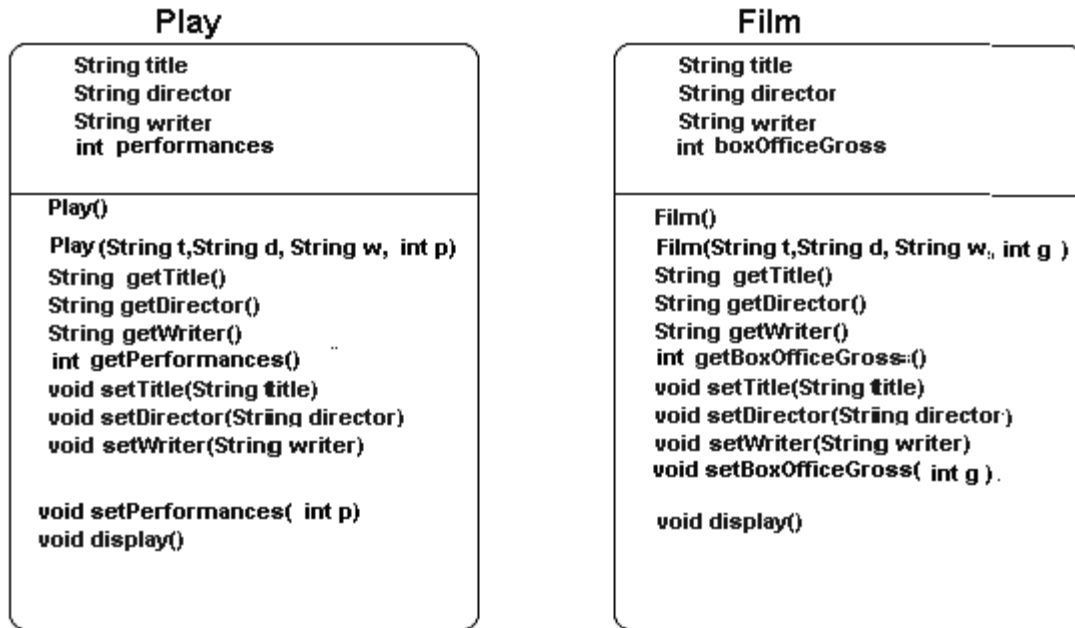 Play
String title
String director
String writer
int performances
Play()
Play(String t,String d, String w, int p)
String getTitle()
String getDirector()
String getWriter()
int getPerformances()
void setTitle(String title)
void setDirector(Striing director)
void setWriter(String writer)
void setPerformances( int p)
void display()
Film
String title
String director
String writer
int boxOfficeGross
Film()
Film(String t,String d, String w, int g )
String getTitle()
String getDirector()
String getWriter()
int getBoxOfficeGross()
void setTitle(String title)
void setDirector(Striing director)
void setWriter(String writer)
void setBoxOfficeGross( int g ).
void display()